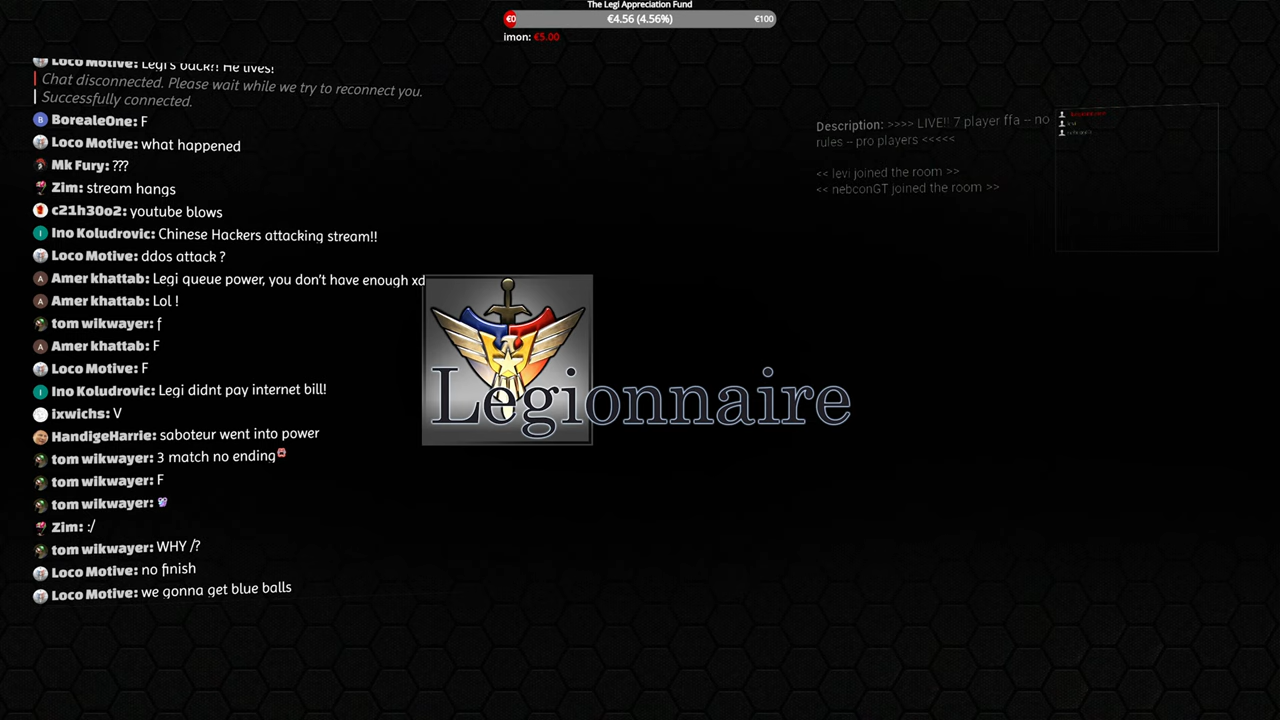 The Legi Appreciation Fund
€0 €4.56 (4.56%) €100
imon: €5.00
Loco Motive: Legi's back!! He lives!
Chat disconnected. Please wait while we try to reconnect you.
Successfully connected.
B BorealeOne: F
Loco Motive: what happened
Mk Fury: ???
Zim: stream hangs
c21h30o2: youtube blows
I Ino Koludrovic: Chinese Hackers attacking stream!!
Loco Motive: ddos attack ?
A Amer khattab: Legi queue power, you don't have enough xd
A Amer khattab: Lol !
tom wikwayer: f
A Amer khattab: F
Loco Motive: F
I Ino Koludrovic: Legi didnt pay internet bill!
ixwichs: V
HandigeHarrie: saboteur went into power
tom wikwayer: 3 match no ending
tom wikwayer: F
tom wikwayer:
Zim: :/
tom wikwayer: WHY /?
Loco Motive: no finish
Loco Motive: we gonna get blue balls
Legionnaire
Description: >>>> LIVE!! 7 player ffa -- no
rules -- pro players <<<<<
<< levi joined the room >>
<< nebconGT joined the room >>